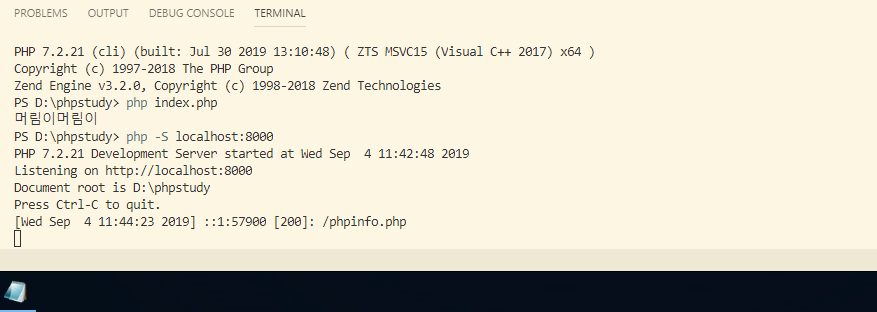 PROBLEMS OUTPUT DEBUG CONSOLE TERMINAL
PHP 7.2.21 (cli) (built: Jul 30 2019 13:10:48) ( ZTS MSVC15 (Visual C++ 2017) x64 )
Copyright (c) 1997-2018 The PHP Group
Zend Engine v3.2.0, Copyright (c) 1998-2018 Zend Technologies
PS D:\phpstudy> php index.php
머림이머림이
PS D:\phpstudy> php -S localhost:8000
PHP 7.2.21 Development Server started at Wed Sep  4 11:42:48 2019
Listening on http://localhost:8000
Document root is D:\phpstudy
Press Ctrl-C to quit.
[Wed Sep  4 11:44:23 2019] ::1:57900 [200]: /phpinfo.php